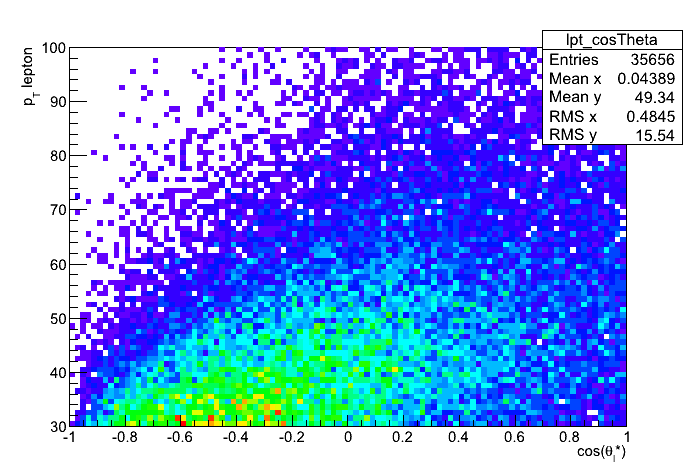 lpt_cosTheta
Entries 35656
Mean x 0.04389
Mean y 49.34
RMS x 0.4845
RMS y 15.54
p_T lepton
100
90
80
70
60
50
40
30
-1 -0.8 -0.6 -0.4 -0.2 0 0.2 0.4 0.6 0.8 1
cos(θ_l*)